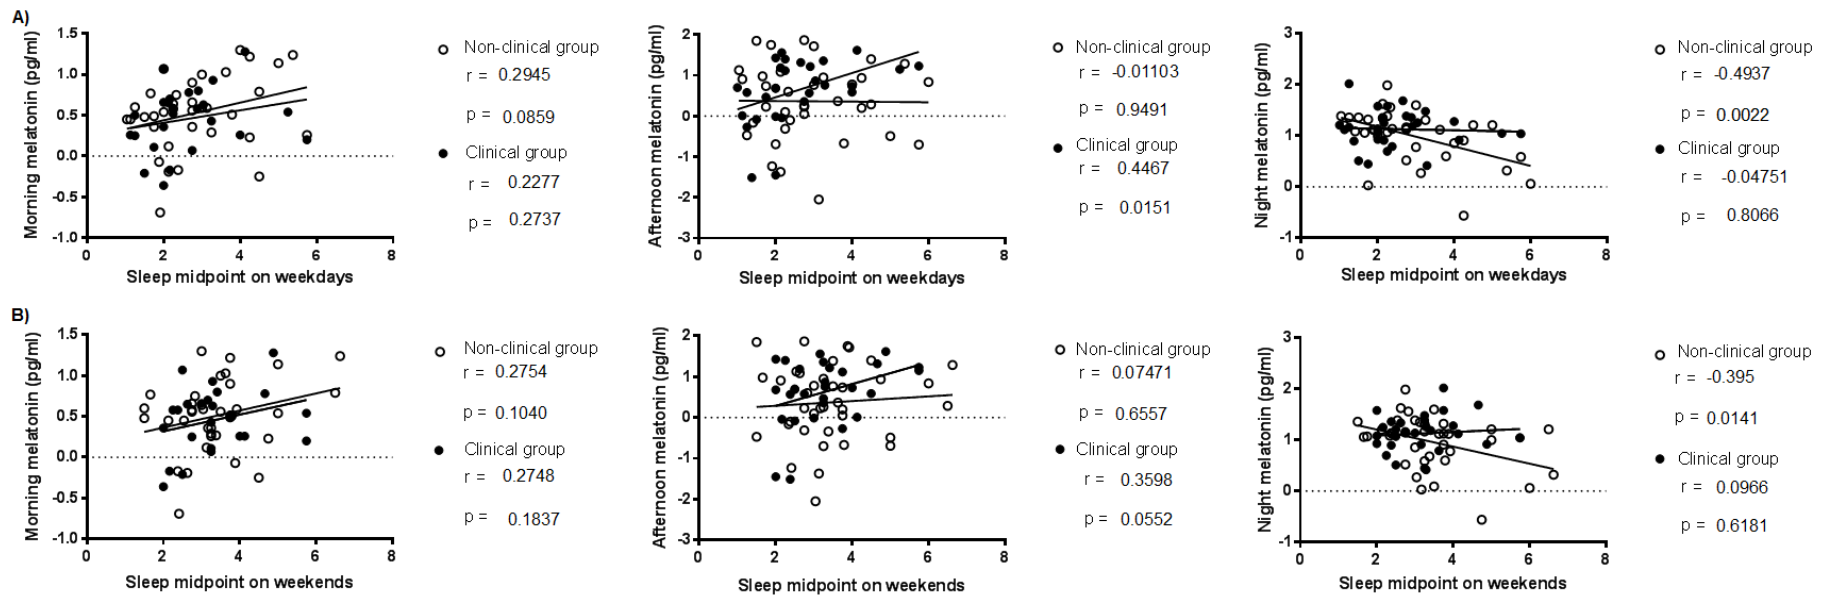 A)
Morning melatonin (pg/ml)
1.5
1.0
0.5
0.0
-0.5
-1.0
0
2
4
6
8
Sleep midpoint on weekdays
Non-clinical group
r = 0.2945
p = 0.0859
Clinical group
r = 0.2277
p = 0.2737
Afternoon melatonin (pg/ml)
2
1
0
-1
-2
-3
0
2
4
6
8
Sleep midpoint on weekdays
Non-clinical group
r = -0.01103
p = 0.9491
Clinical group
r = 0.4467
p = 0.0151
Night melatonin (pg/ml)
3
2
1
0
-1
0
2
4
6
8
Sleep midpoint on weekdays
Non-clinical group
r = -0.4937
p = 0.0022
Clinical group
r = -0.04751
p = 0.8066
B)
Morning melatonin (pg/ml)
1.5
1.0
0.5
0.0
-0.5
-1.0
0
2
4
6
8
Sleep midpoint on weekends
Non-clinical group
r = 0.2754
p = 0.1040
Clinical group
r = 0.2748
p = 0.1837
Afternoon melatonin (pg/ml)
2
1
0
-1
-2
-3
0
2
4
6
8
Sleep midpoint on weekends
Non-clinical group
r = 0.07471
p = 0.6557
Clinical group
r = 0.3598
p = 0.0552
Night melatonin (pg/ml)
3
2
1
0
-1
0
2
4
6
8
Sleep midpoint on weekends
Non-clinical group
r = -0.395
p = 0.0141
Clinical group
r = 0.0966
p = 0.6181